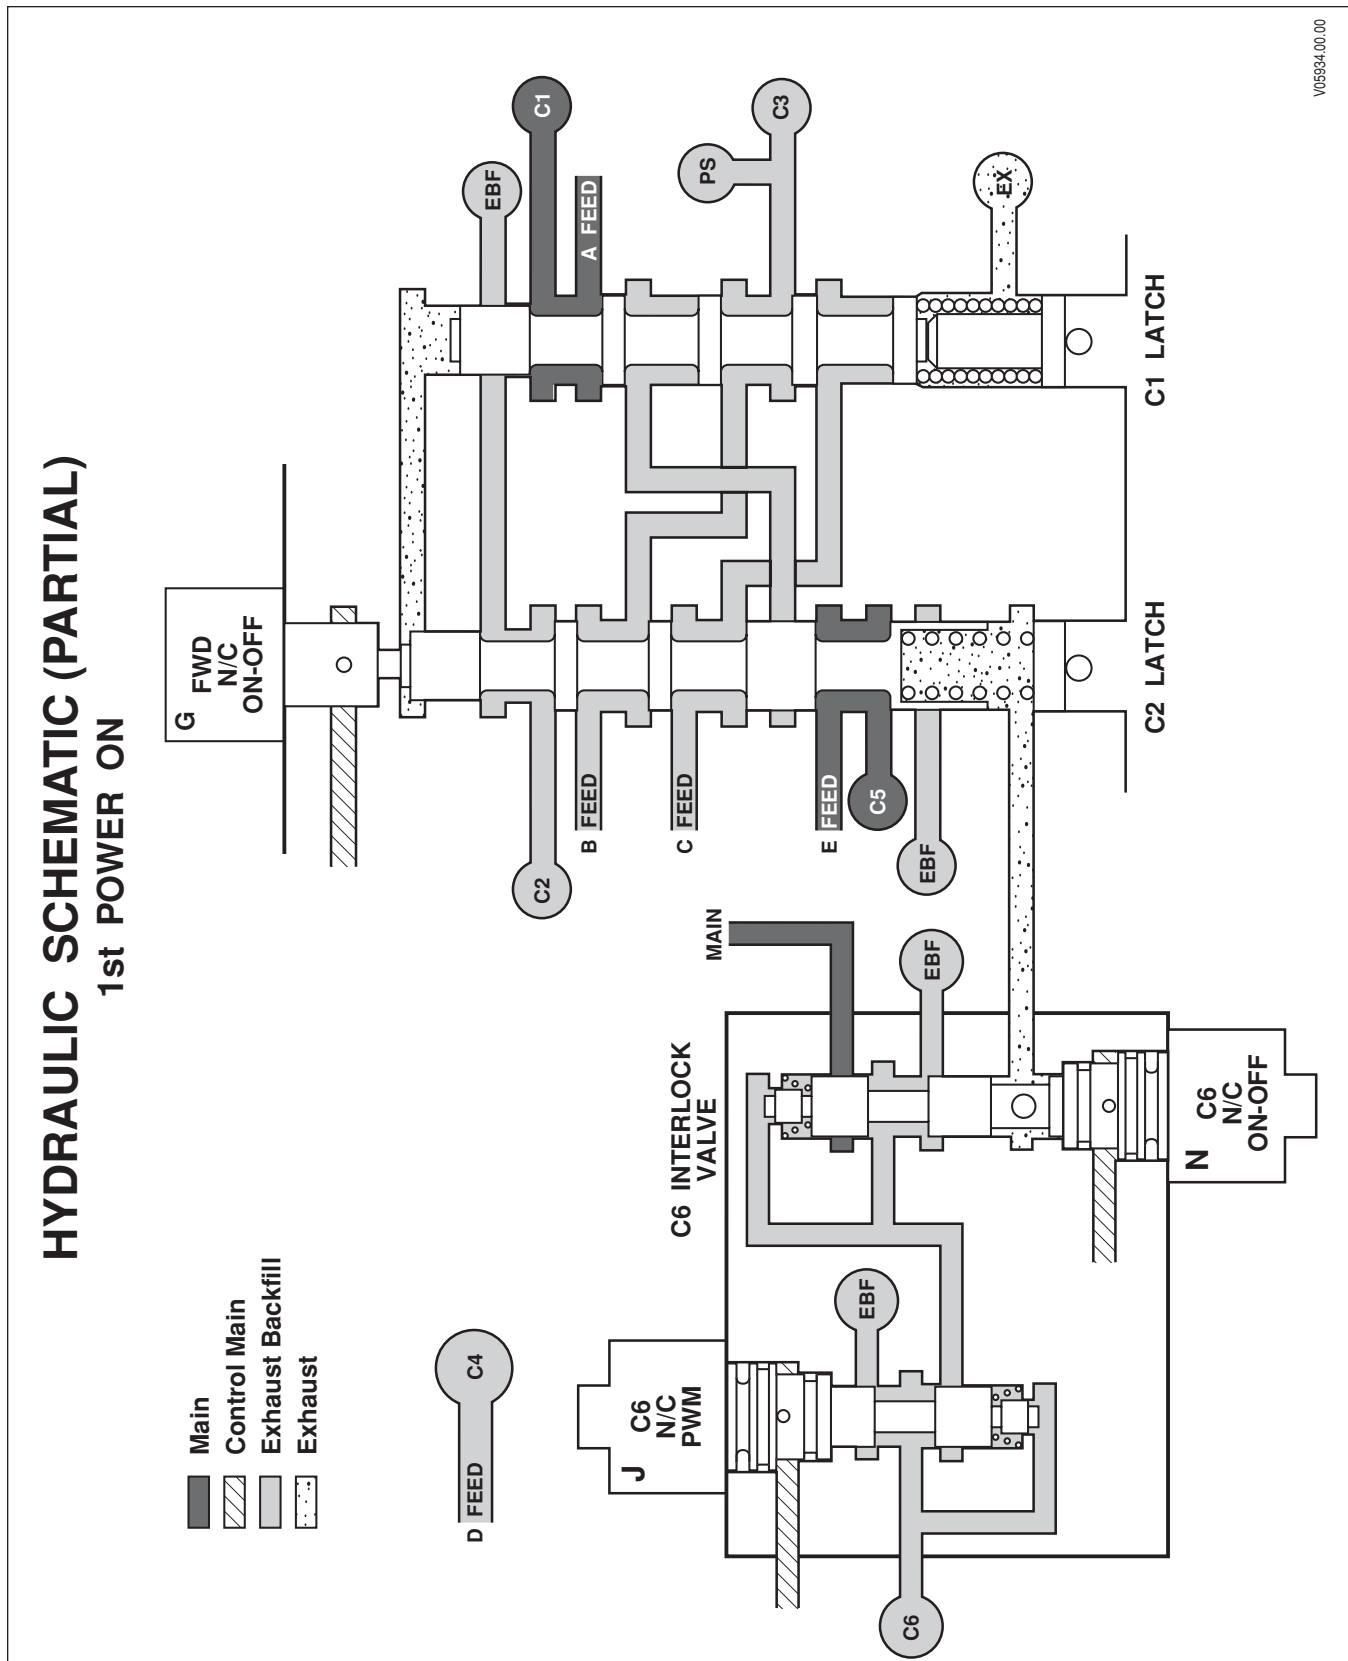 HYDRAULIC SCHEMATIC (PARTIAL)
1st POWER ON
Main
Control Main
Exhaust Backfill
Exhaust
D FEED
C4
G
FWD
N/C
ON-OFF
EBF
C1
A FEED
PS
C3
EX
C1 LATCH
C2
B FEED
C FEED
E FEED
C5
EBF
C2 LATCH
MAIN
C6 INTERLOCK
VALVE
EBF
J
C6
N/C
PWM
EBF
C6
N
C6
N/C
ON-OFF
V05934.00.00